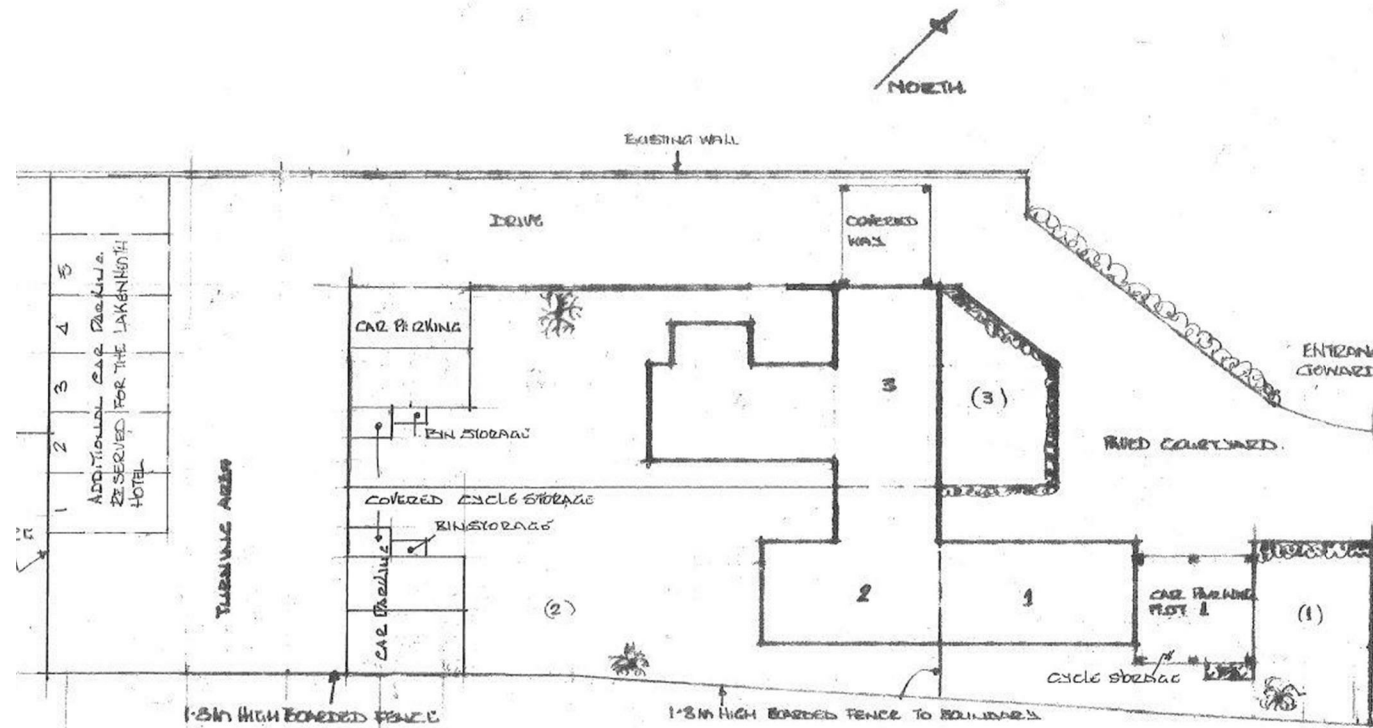 NORTH
EXISTING WALL
DRIVE
COVERED
WAY
5
4
3
2
1
ADDITIONAL CAR PARKING
RESERVED FOR THE LAKENHEATH
HOTEL
CAR PARKING
3
(3)
ENTRAN
TOWARD
BIN STORAGE
PAVED COURTYARD
COVERED CYCLE STORAGE
BIN STORAGE
TURNING AREA
CAR PARKING
(2)
2
1
CAR PARKING
PLOT 1
(1)
CYCLE STORAGE
1·8m HIGH BOARDED FENCE
1·8m HIGH BOARDED FENCE TO BOUNDARY